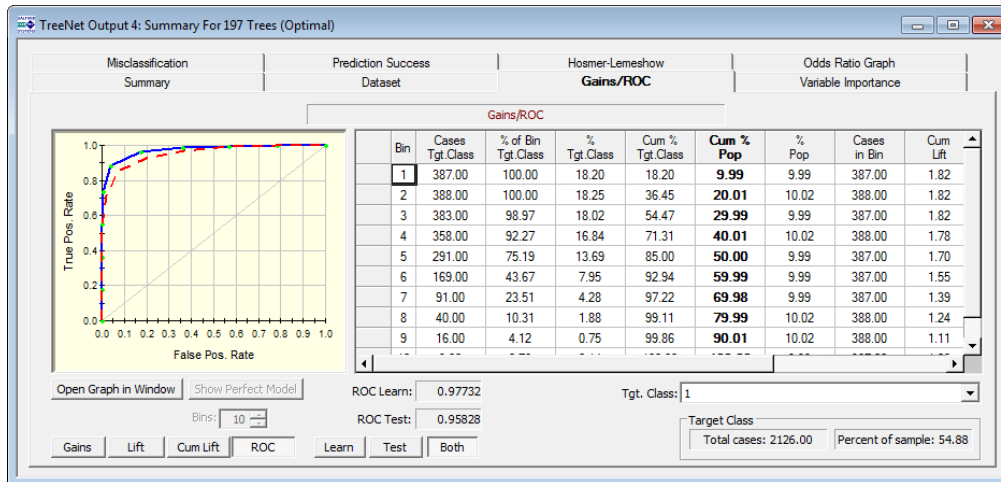 TreeNet Output 4: Summary For 197 Trees (Optimal)
Misclassification Prediction Success Hosmer-Lemeshow Odds Ratio Graph
Summary Dataset Gains/ROC Variable Importance
Gains/ROC
True Pos. Rate
1.0
0.8
0.6
0.4
0.2
0.0
0.0 0.1 0.2 0.3 0.4 0.5 0.6 0.7 0.8 0.9 1.0
False Pos. Rate
Bin Cases Tgt.Class % of Bin Tgt.Class % Tgt.Class Cum % Tgt.Class Cum % Pop % Pop Cases in Bin Cum Lift
1 387.00 100.00 18.20 18.20 9.99 9.99 387.00 1.82
2 388.00 100.00 18.25 36.45 20.01 10.02 388.00 1.82
3 383.00 98.97 18.02 54.47 29.99 9.99 387.00 1.82
4 358.00 92.27 16.84 71.31 40.01 10.02 388.00 1.78
5 291.00 75.19 13.69 85.00 50.00 9.99 387.00 1.70
6 169.00 43.67 7.95 92.94 59.99 9.99 387.00 1.55
7 91.00 23.51 4.28 97.22 69.98 9.99 387.00 1.39
8 40.00 10.31 1.88 99.11 79.99 10.02 388.00 1.24
9 16.00 4.12 0.75 99.86 90.01 10.02 388.00 1.11
Open Graph in Window Show Perfect Model
Bins: 10
Gains Lift Cum Lift ROC
ROC Learn: 0.97732
ROC Test: 0.95828
Learn Test Both
Tgt. Class: 1
Target Class
Total cases: 2126.00 Percent of sample: 54.88